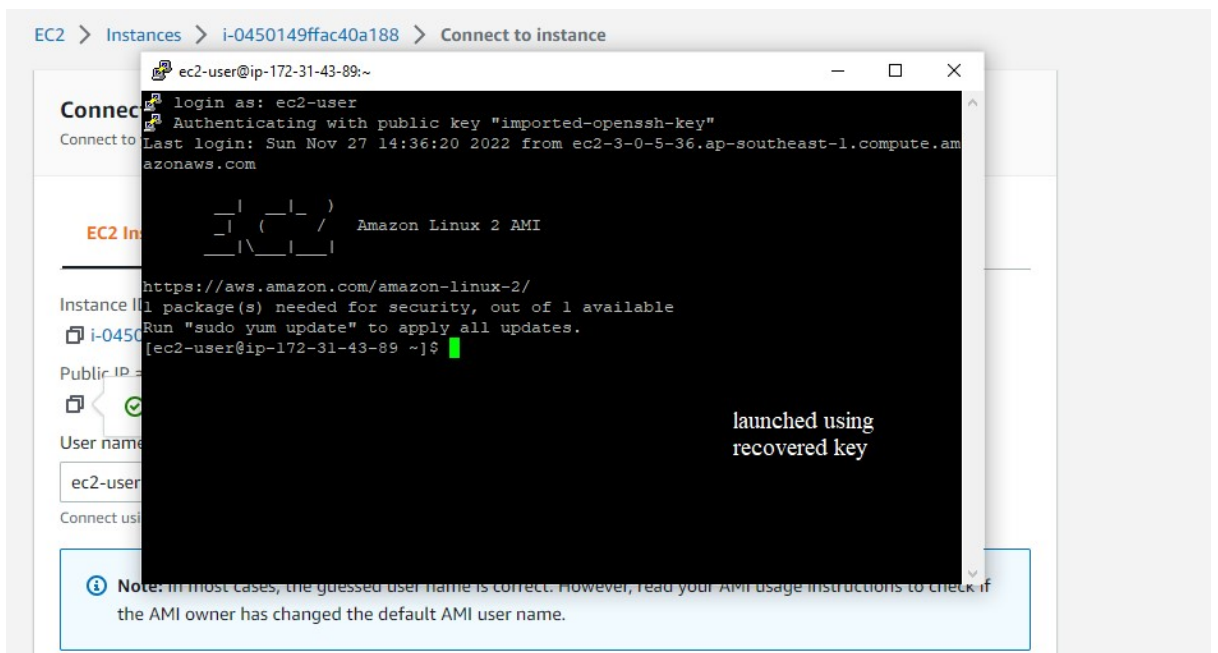 EC2 > Instances > i-0450149ffac40a188 > Connect to instance
ec2-user@ip-172-31-43-89:~
Connec
Connect to
login as: ec2-user
Authenticating with public key "imported-openssh-key"
Last login: Sun Nov 27 14:36:20 2022 from ec2-3-0-5-36.ap-southeast-1.compute.am
azonaws.com
__| __|_ )
_| ( / Amazon Linux 2 AMI
___|\___|___|
EC2 Ins
https://aws.amazon.com/amazon-linux-2/
1 package(s) needed for security, out of 1 available
Run "sudo yum update" to apply all updates.
[ec2-user@ip-172-31-43-89 ~]$
Instance I
i-0450
Public IP
User name
ec2-user
Connect usi
launched using
recovered key
Note: In most cases, the guessed user name is correct. However, read your AMI usage instructions to check if
the AMI owner has changed the default AMI user name.